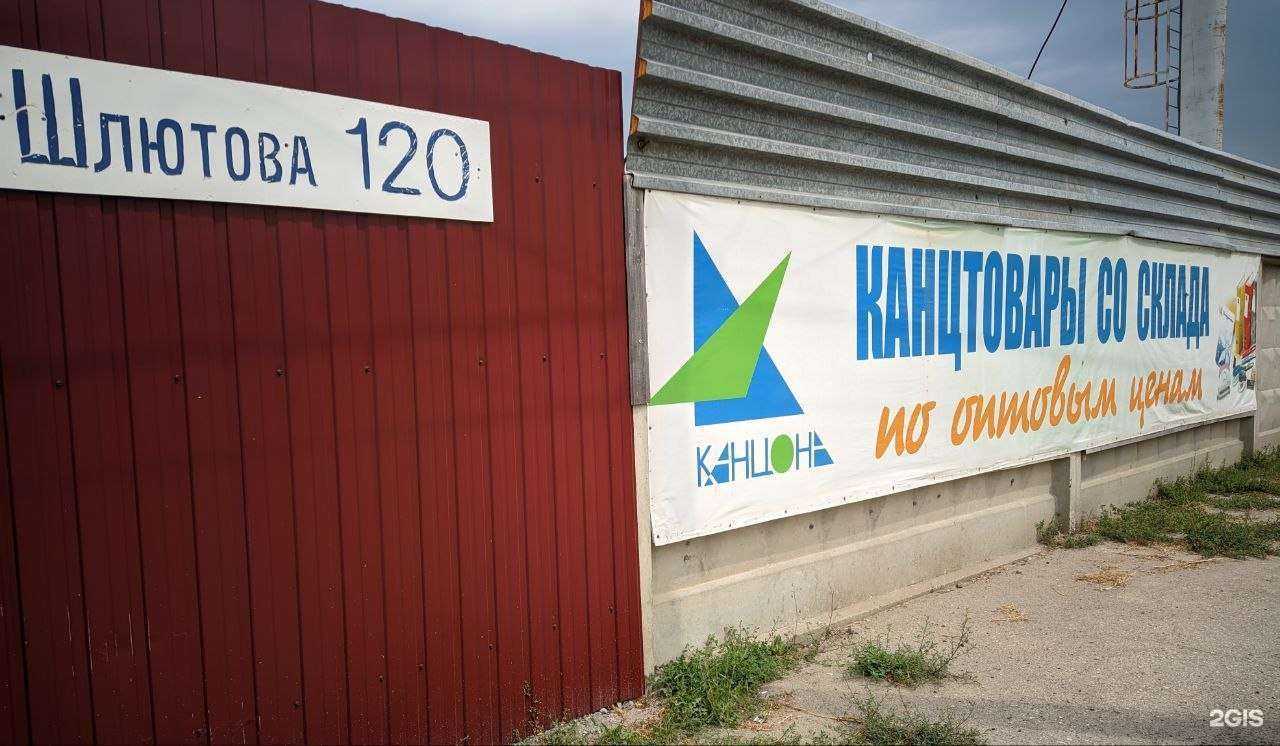 Шлютова 120
КАНЦТОВАРЫ СО СКЛАДА
по оптовым ценам
КАНЦОНА
2GIS